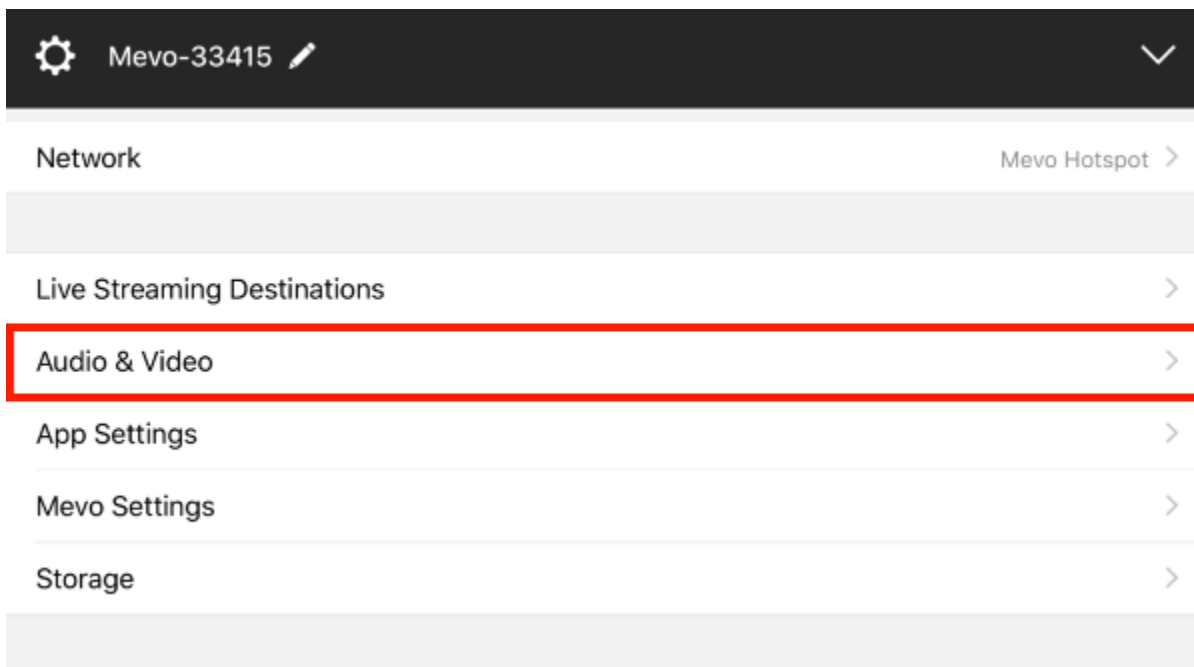 Mevo-33415
Network Mevo Hotspot
Live Streaming Destinations
Audio & Video
App Settings
Mevo Settings
Storage